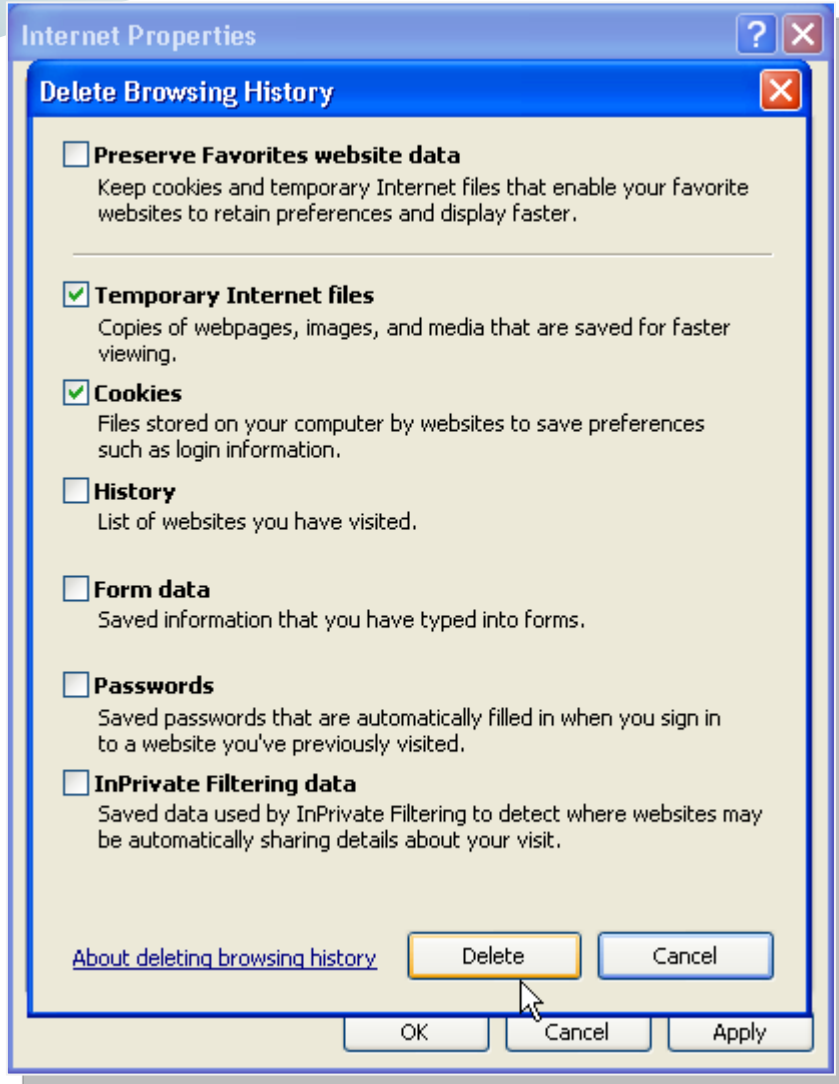 Internet Properties
Delete Browsing History
Preserve Favorites website data
Keep cookies and temporary Internet files that enable your favorite
websites to retain preferences and display faster.
Temporary Internet files
Copies of webpages, images, and media that are saved for faster
viewing.
Cookies
Files stored on your computer by websites to save preferences
such as login information.
History
List of websites you have visited.
Form data
Saved information that you have typed into forms.
Passwords
Saved passwords that are automatically filled in when you sign in
to a website you've previously visited.
InPrivate Filtering data
Saved data used by InPrivate Filtering to detect where websites may
be automatically sharing details about your visit.
About deleting browsing history Delete Cancel
OK Cancel Apply